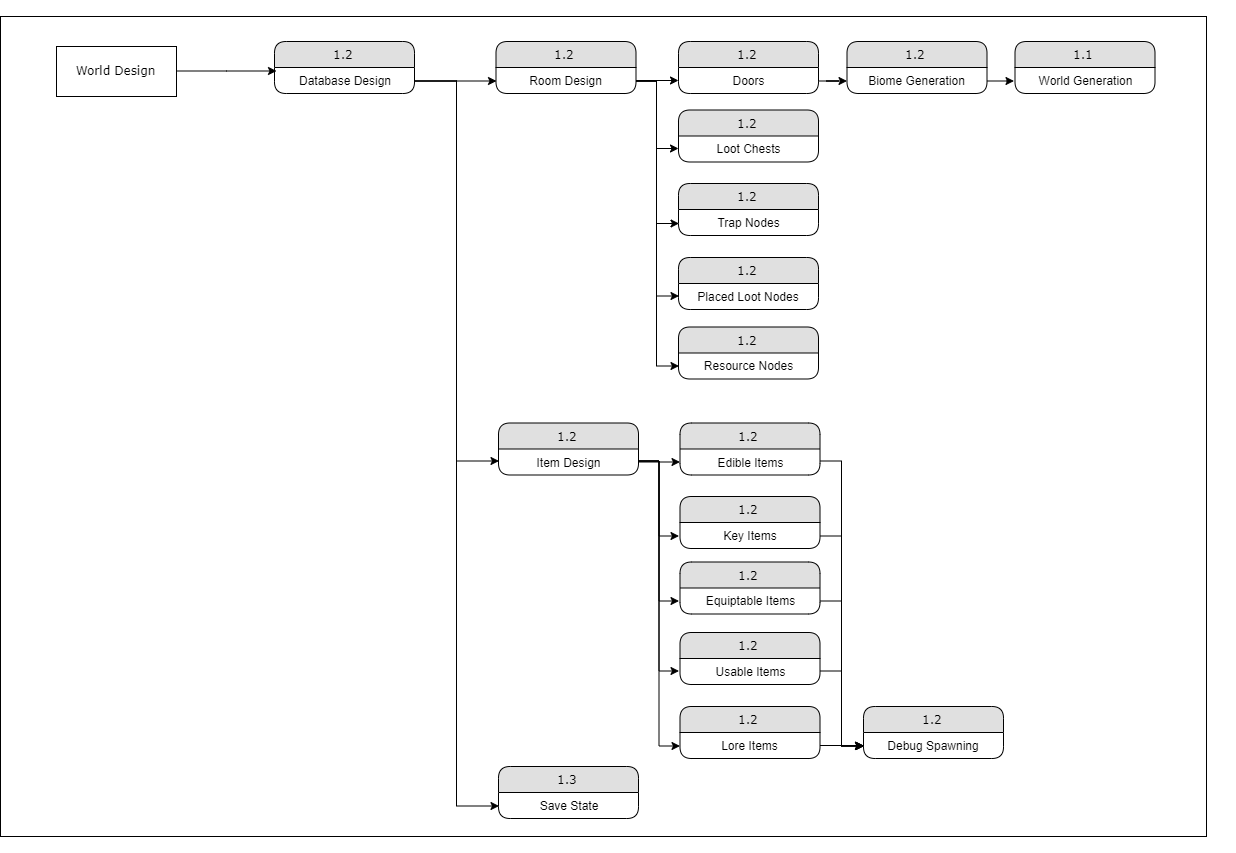 World Design
1.2
Database Design
1.2
Room Design
1.2
Doors
1.2
Biome Generation
1.1
World Generation
1.2
Loot Chests
1.2
Trap Nodes
1.2
Placed Loot Nodes
1.2
Resource Nodes
1.2
Item Design
1.2
Edible Items
1.2
Key Items
1.2
Equiptable Items
1.2
Usable Items
1.2
Lore Items
1.2
Debug Spawning
1.3
Save State